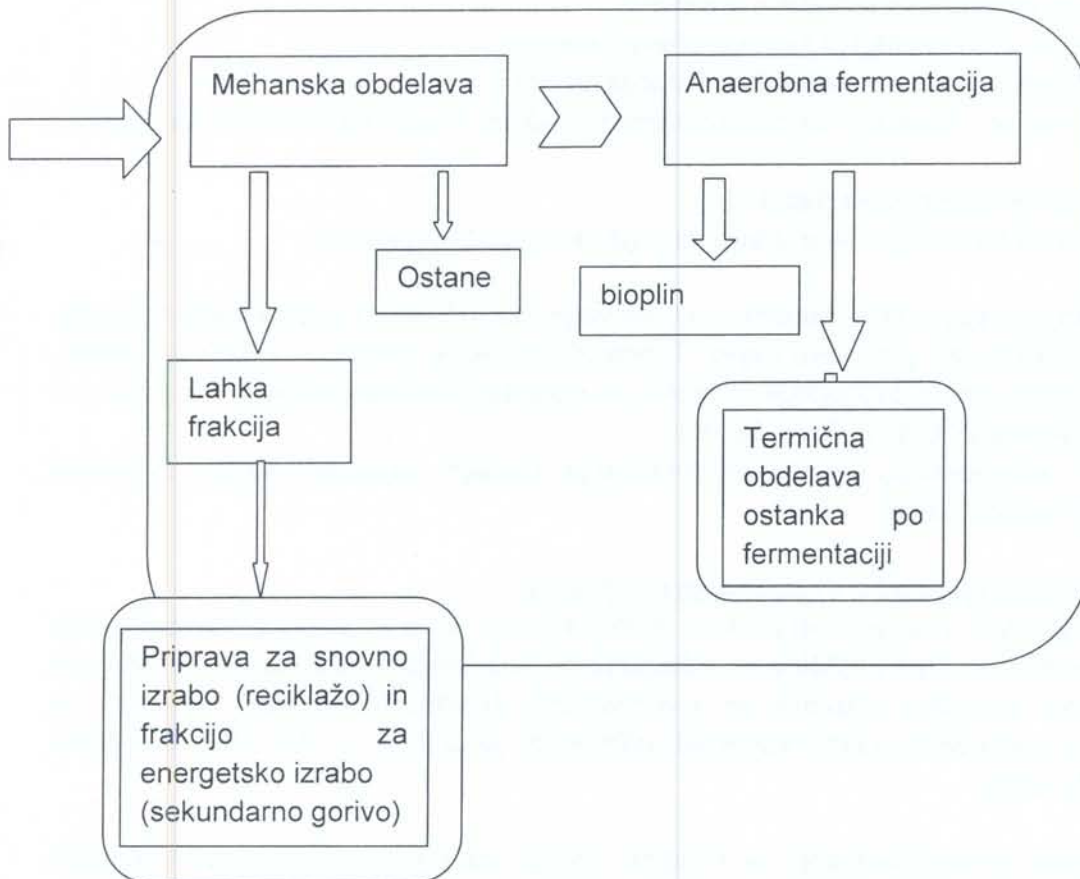 Mehanska obdelava
Anaerobna fermentacija
Ostane
bioplin
Lahka
frakcija
Termična
obdelava
ostanka po
fermentaciji
Priprava za snovno
izrabo (reciklažo) in
frakcijo za
energetsko izrabo
(sekundarno gorivo)